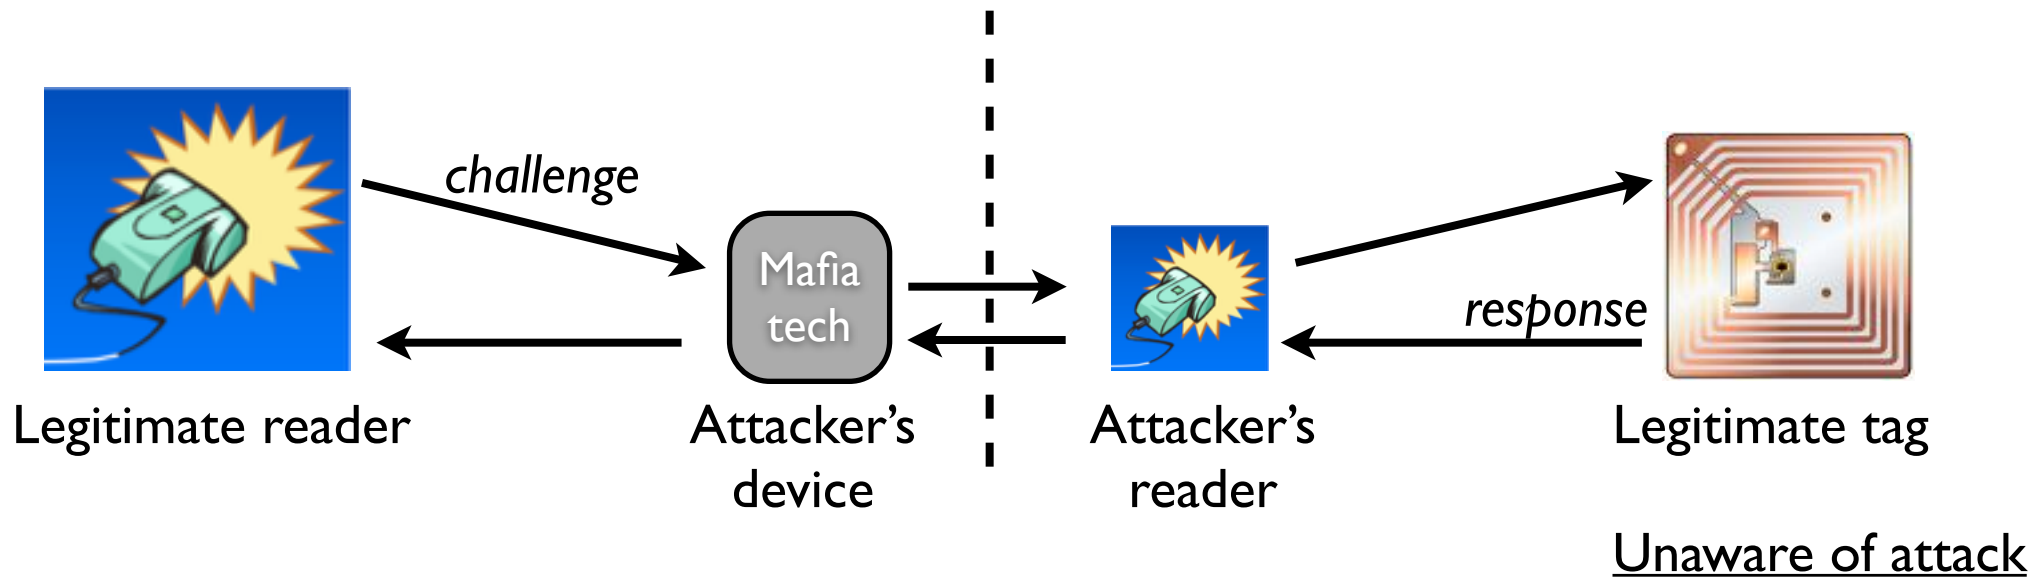 challenge
Mafia
tech
response
Legitimate reader
Attacker's
device
Attacker's
reader
Legitimate tag
Unaware of attack